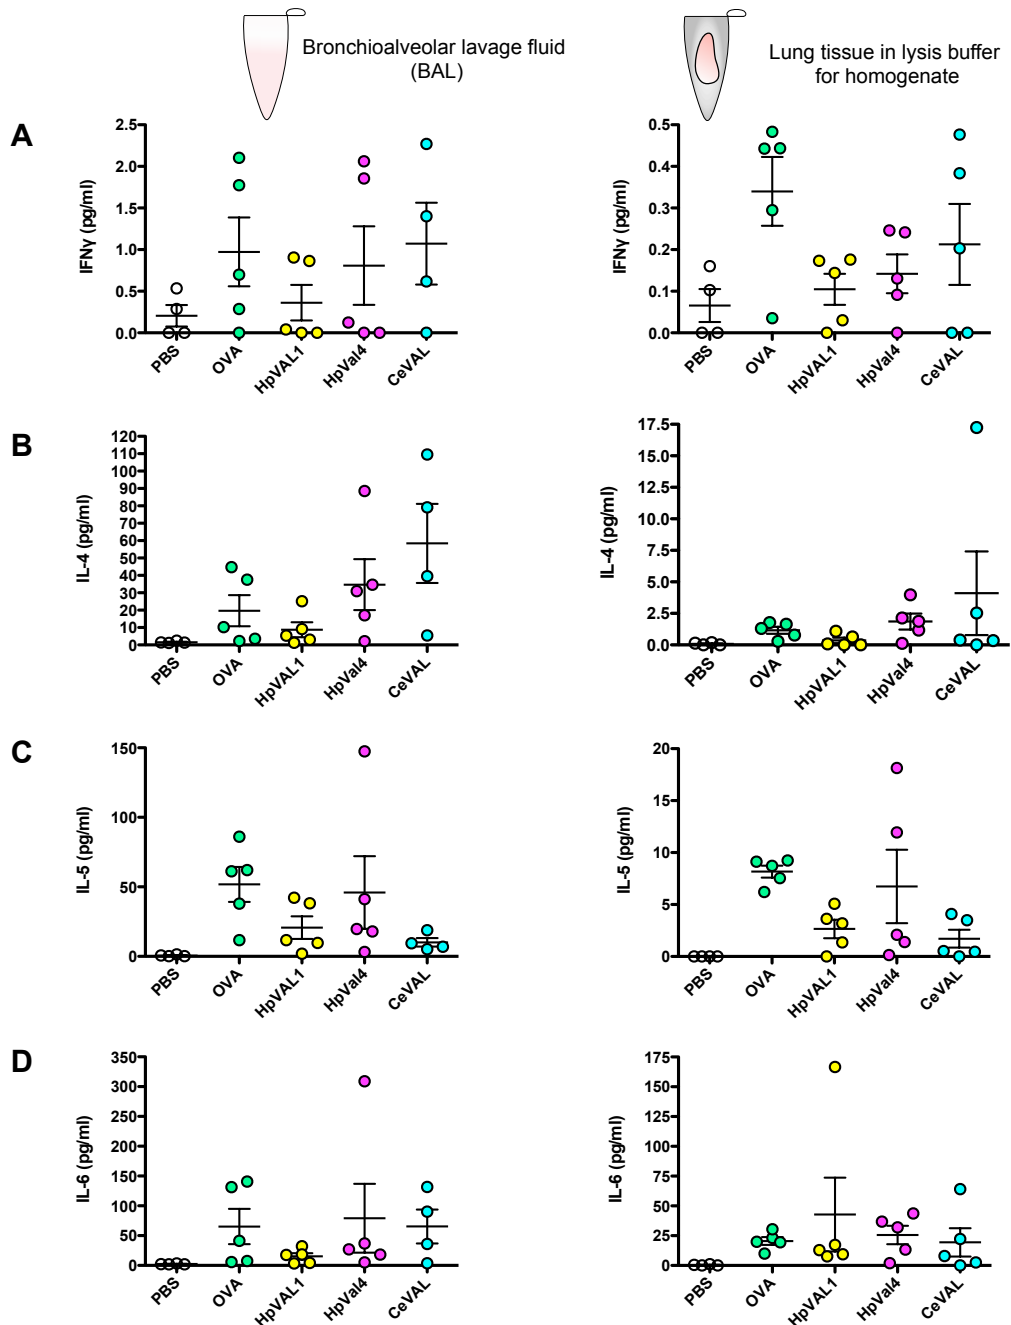 Bronchioalveolar lavage fluid
(BAL)
Lung tissue in lysis buffer
for homogenate
A
IFNγ (pg/ml)
2.5
2.0
1.5
1.0
0.5
0.0
PBS
OVA
HpVAL1
HpVal4
CeVAL
IFNγ (pg/ml)
0.5
0.4
0.3
0.2
0.1
0.0
PBS
OVA
HpVAL1
HpVal4
CeVAL
B
IL-4 (pg/ml)
120
110
100
90
80
70
60
50
40
30
20
10
0
PBS
OVA
HpVAL1
HpVal4
CeVAL
IL-4 (pg/ml)
17.5
15.0
12.5
10.0
7.5
5.0
2.5
0.0
PBS
OVA
HpVAL1
HpVal4
CeVAL
C
IL-5 (pg/ml)
150
100
50
0
PBS
OVA
HpVAL1
HpVal4
CeVAL
IL-5 (pg/ml)
20
15
10
5
0
PBS
OVA
HpVAL1
HpVal4
CeVAL
D
IL-6 (pg/ml)
350
300
250
200
150
100
50
0
PBS
OVA
HpVAL1
HpVal4
CeVAL
IL-6 (pg/ml)
175
150
125
100
75
50
25
0
PBS
OVA
HpVAL1
HpVal4
CeVAL